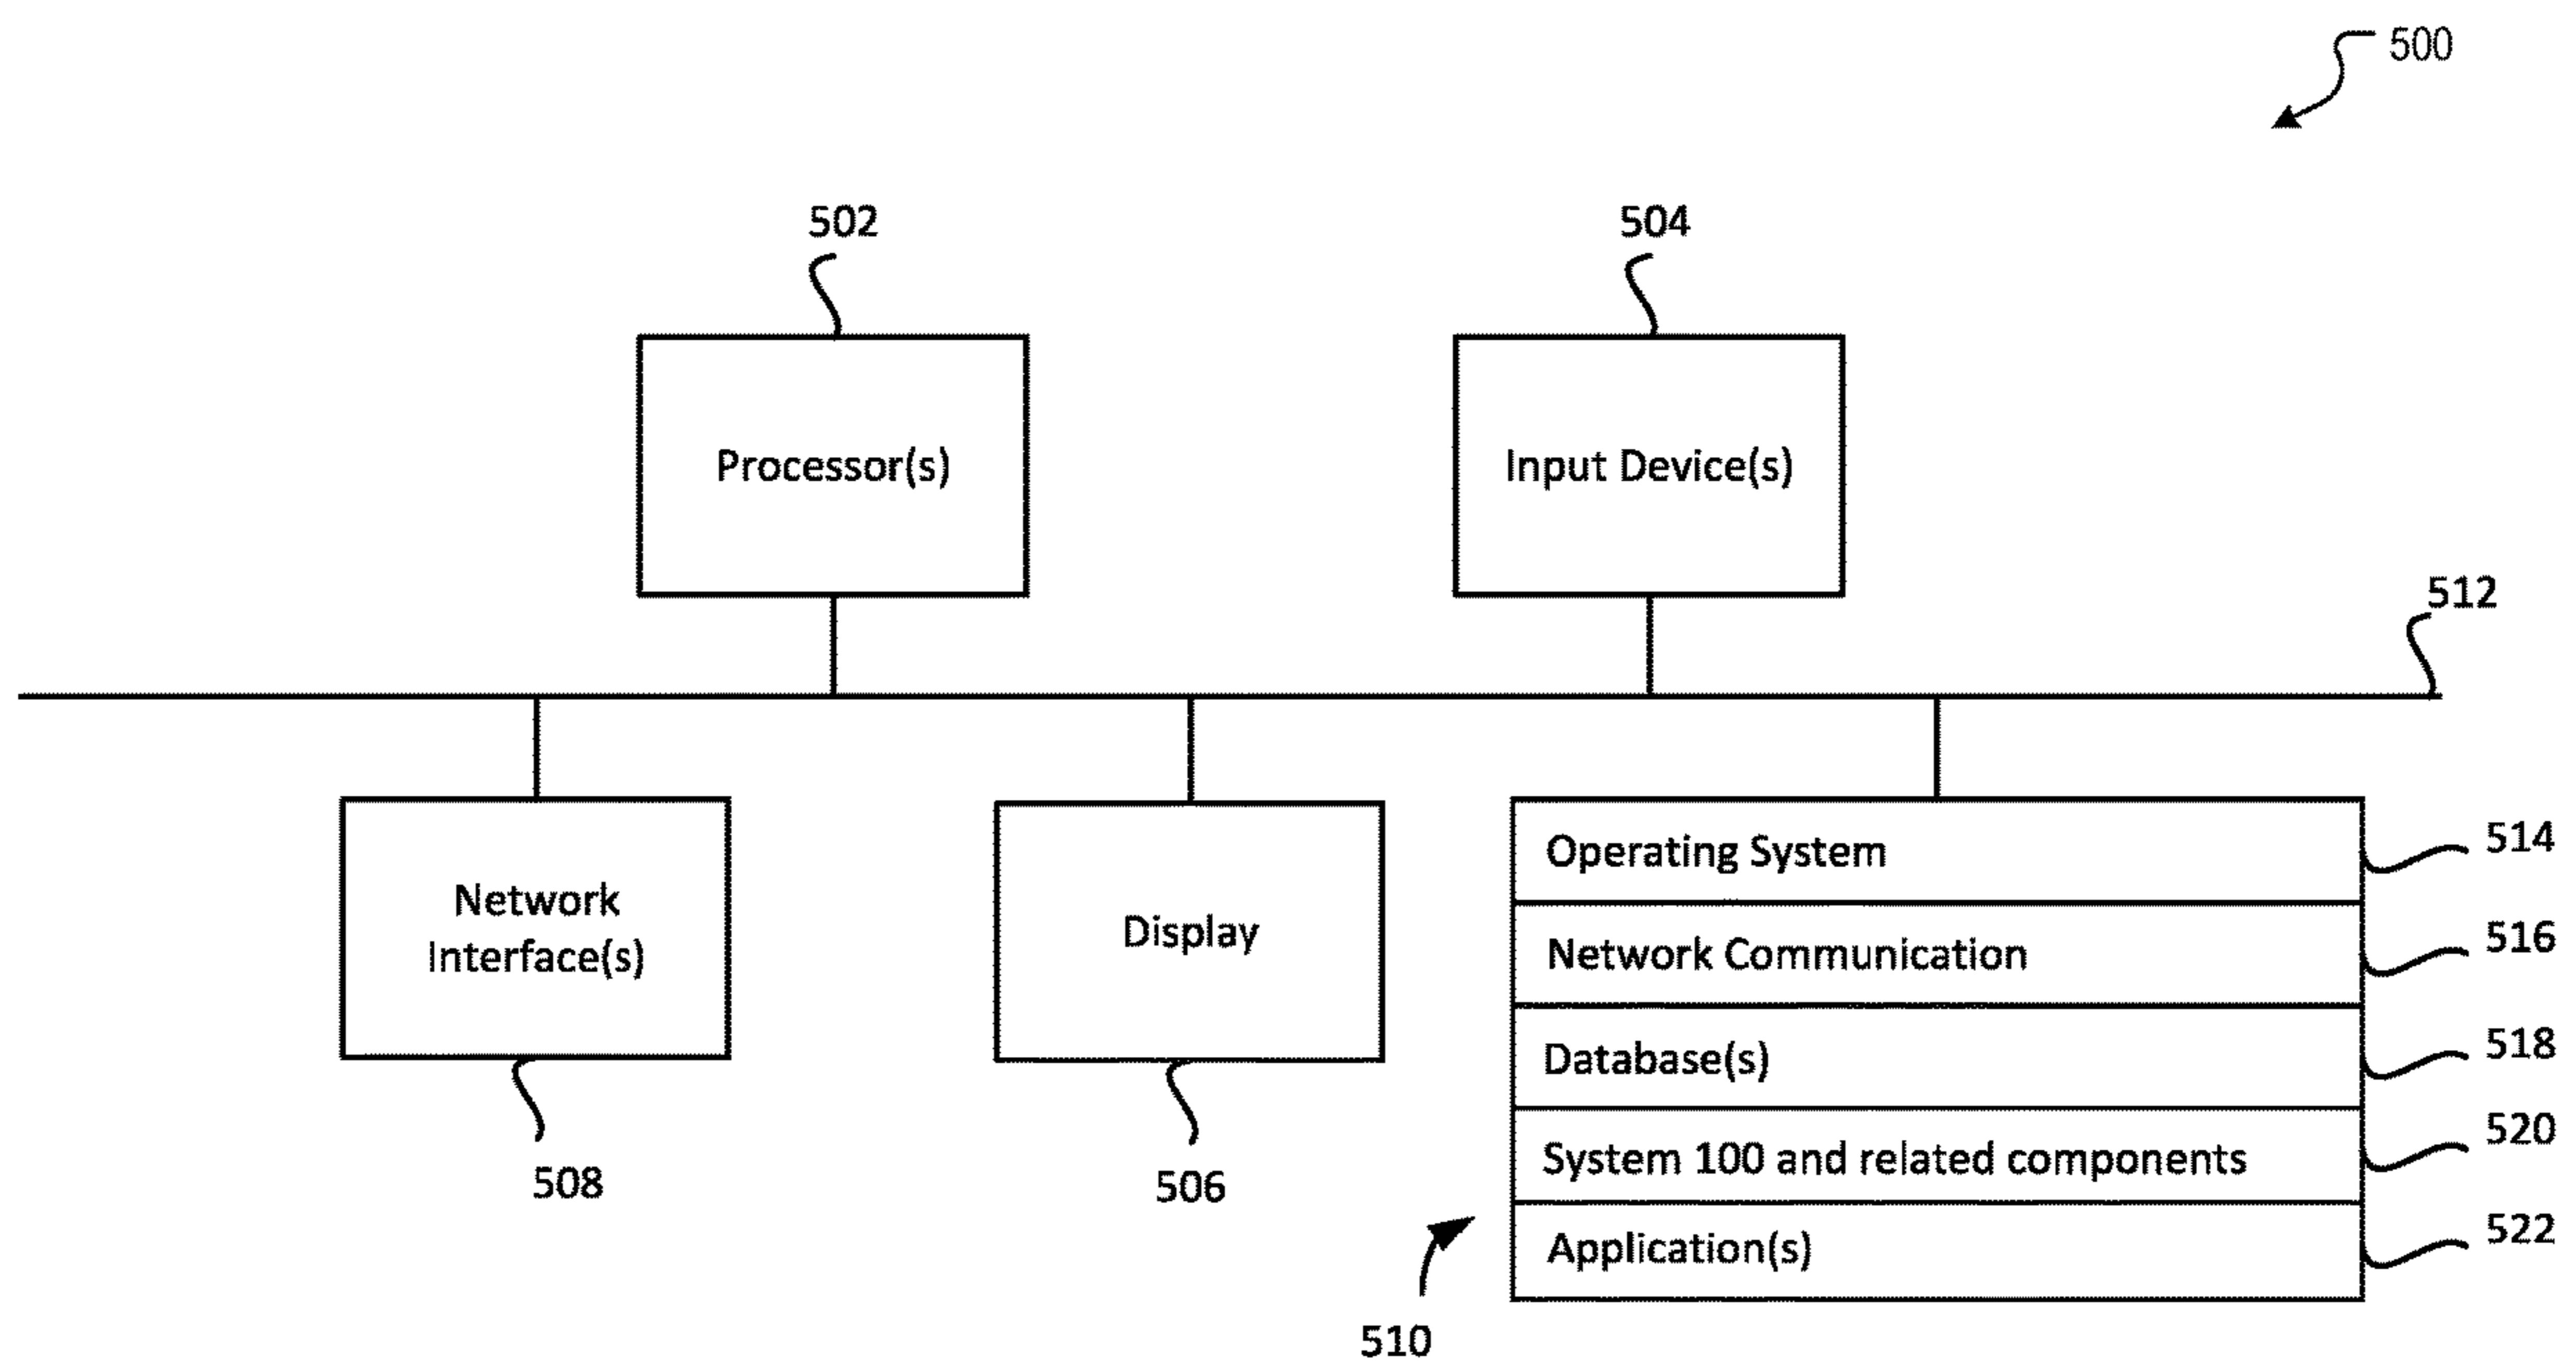 500
502
504
Processor(s)
Input Device(s)
512
Network
Interface(s)
Display
Operating System
514
Network Communication
516
Database(s)
518
System 100 and related components
520
Application(s)
522
508
506
510